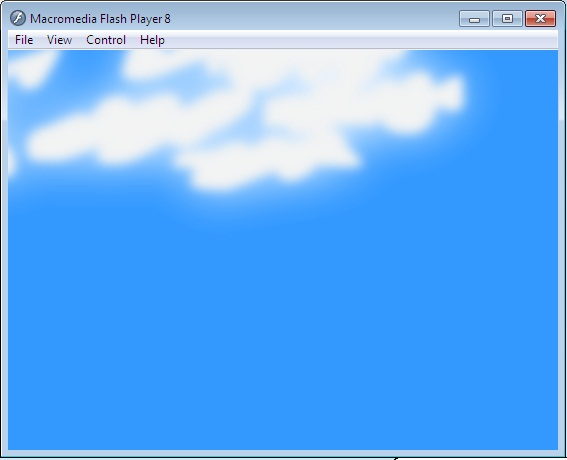 Macromedia Flash Player 8
File View Control Help